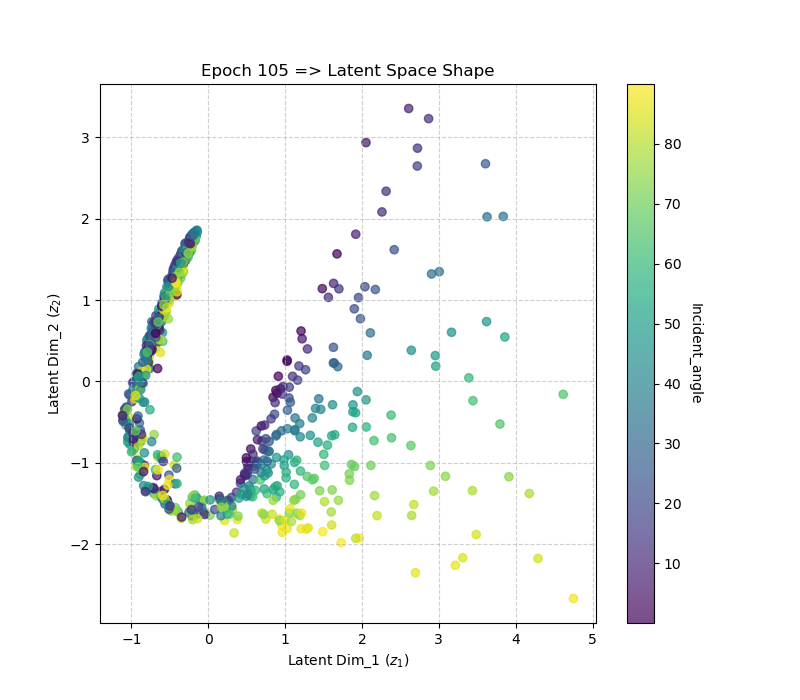 Epoch 105 => Latent Space Shape
3
2
1
0
−1
−2
Latent Dim_2 (z₂)
−1 0 1 2 3 4 5
Latent Dim_1 (z₁)
80
70
60
50
40
30
20
10
Incident_angle